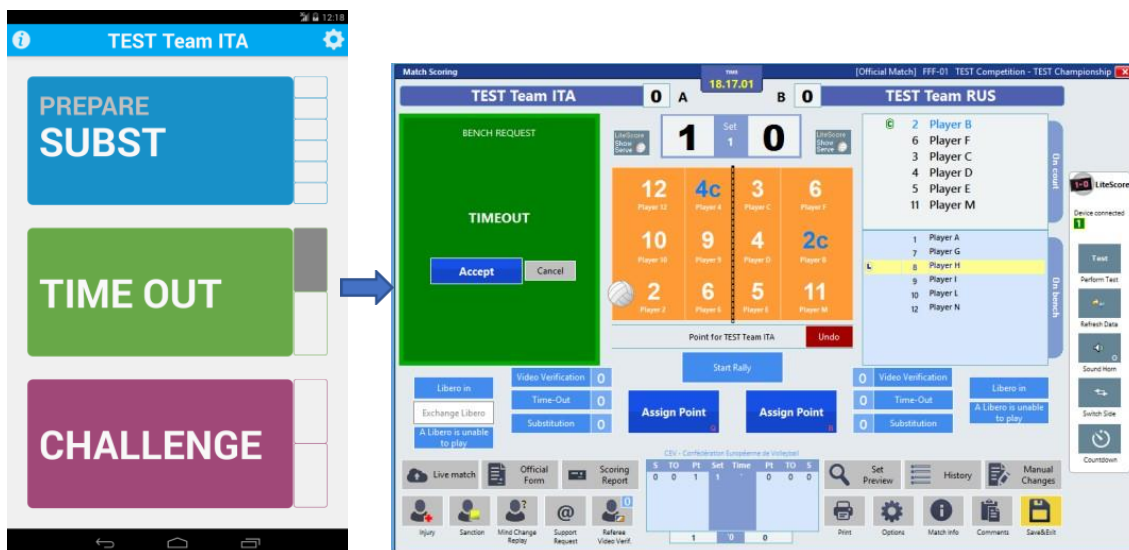 12:18
TEST Team ITA
PREPARE
SUBST
TIME OUT
CHALLENGE
Match Scoring
TIME
18.17.01
[Official Match] FFF-01 TEST Competition - TEST Championship
TEST Team ITA
0 A
B 0
TEST Team RUS
BENCH REQUEST
TIMEOUT
Accept
Cancel
LiteScore
Show
Serve
1
Set
1
0
LiteScore
Show
Serve
12
Player 12
4c
Player 4
3
Player C
6
Player F
10
Player 10
9
Player 9
4
Player D
2c
Player B
2
Player 2
6
Player 6
5
Player E
11
Player M
Point for TEST Team ITA
Undo
C 2 Player B
6 Player F
3 Player C
4 Player D
5 Player E
11 Player M
On court
1 Player A
7 Player G
L 8 Player H
9 Player I
10 Player L
12 Player N
On bench
1-0 LiteScore
Device connected
1
Test
Perform Test
Refresh Data
Sound Horn
Switch Side
Countdown
Start Rally
Libero in
Exchange Libero
A Libero is unable
to play
Video Verification 0
Time-Out 0
Substitution 0
Assign Point
Assign Point
0 Video Verification
0 Time-Out
0 Substitution
Libero in
A Libero is unable
to play
CEV - Confédération Européenne de Volleyball
S TO Pt Set Time Pt TO S
0 0 1 1 ' 0 0 0
1 '0 0
Live match
Official
Form
Scoring
Report
Set
Preview
History
Manual
Changes
Injury
Sanction
Mind Change
Replay
Support
Request
0
Referee
Video Verif.
Print
Options
Match info
Comments
Save&Exit